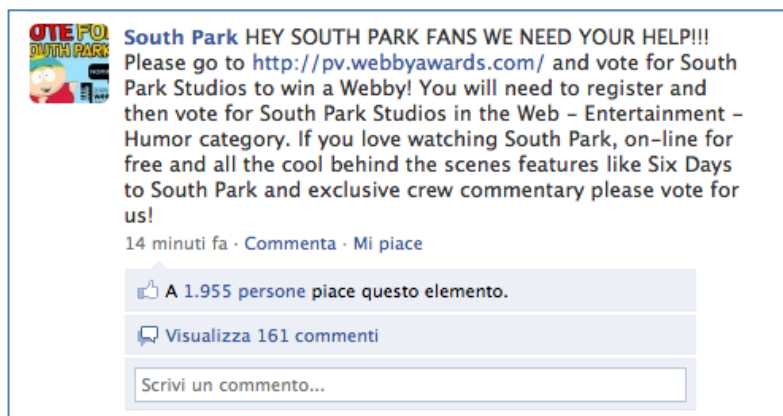 OTE FO
OUTH PARK
South Park HEY SOUTH PARK FANS WE NEED YOUR HELP!!!
Please go to http://pv.webbyawards.com/ and vote for South
Park Studios to win a Webby! You will need to register and
then vote for South Park Studios in the Web – Entertainment –
Humor category. If you love watching South Park, on-line for
free and all the cool behind the scenes features like Six Days
to South Park and exclusive crew commentary please vote for
us!
14 minuti fa · Commenta · Mi piace
A 1.955 persone piace questo elemento.
Visualizza 161 commenti
Scrivi un commento...